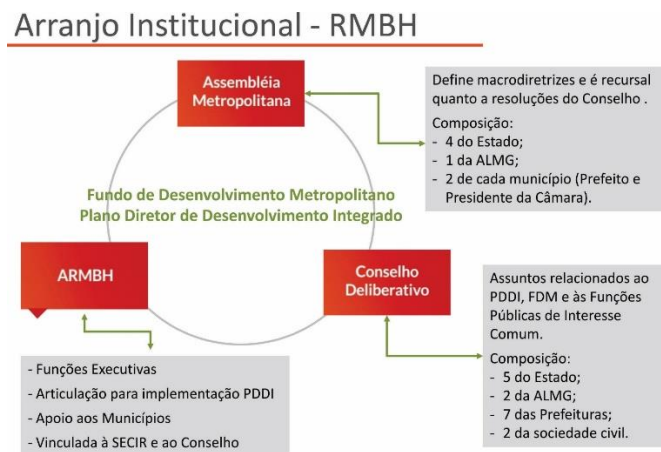 Arranjo Institucional - RMBH
Assembléia
Metropolitana
Define macrodiretrizes e é recursal
quanto a resoluções do Conselho .
Composição:
- 4 do Estado;
- 1 da ALMG;
- 2 de cada município (Prefeito e
Presidente da Câmara).
Fundo de Desenvolvimento Metropolitano
Plano Diretor de Desenvolvimento Integrado
ARMBH
Conselho
Deliberativo
Assuntos relacionados ao
PDDI, FDM e às Funções
Públicas de Interesse
Comum.
Composição:
- 5 do Estado;
- 2 da ALMG;
- 7 das Prefeituras;
- 2 da sociedade civil.
- Funções Executivas
- Articulação para implementação PDDI
- Apoio aos Municípios
- Vinculada à SECIR e ao Conselho